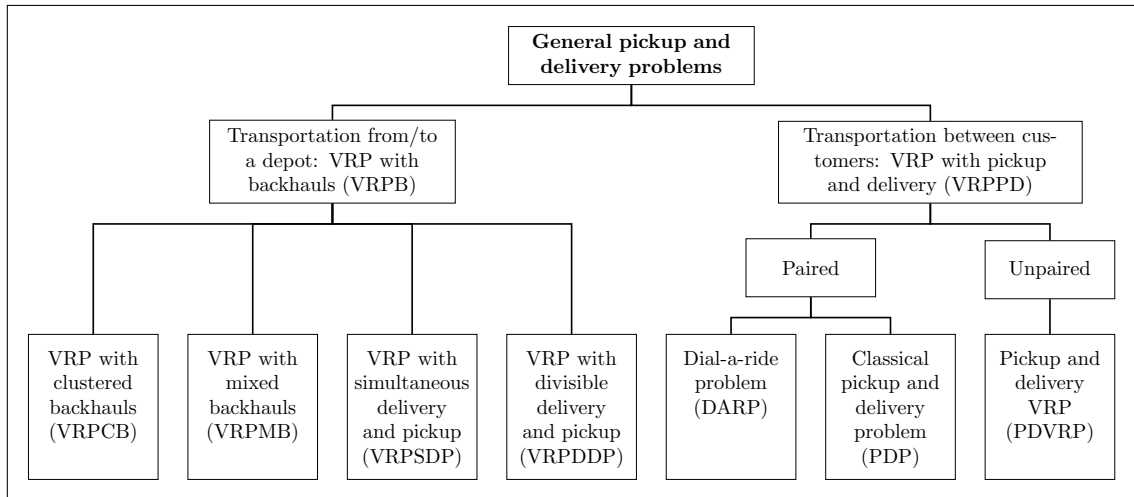 General pickup and
delivery problems
Transportation from/to
a depot: VRP with
backhauls (VRPB)
Transportation between cus-
tomers: VRP with pickup
and delivery (VRPPD)
Paired
Unpaired
VRP with
clustered
backhauls
(VRPCB)
VRP with
mixed
backhauls
(VRPMB)
VRP with
simultaneous
delivery
and pickup
(VRPSDP)
VRP with
divisible
delivery
and pickup
(VRPDDP)
Dial-a-ride
problem
(DARP)
Classical
pickup and
delivery
problem
(PDP)
Pickup and
delivery
VRP
(PDVRP)